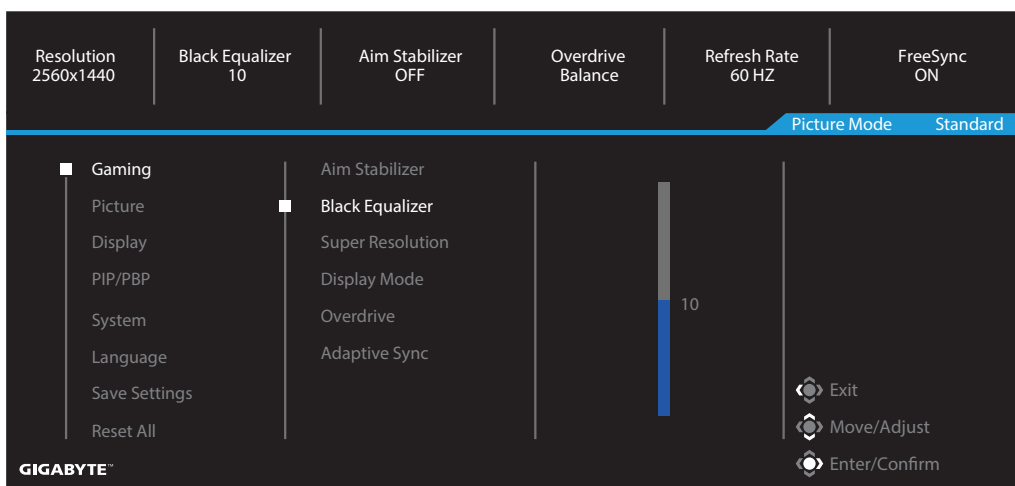 Resolution
2560x1440
Black Equalizer
10
Aim Stabilizer
OFF
Overdrive
Balance
Refresh Rate
60 HZ
FreeSync
ON
Picture Mode Standard
Gaming
Picture
Display
PIP/PBP
System
Language
Save Settings
Reset All
Aim Stabilizer
Black Equalizer
Super Resolution
Display Mode
Overdrive
Adaptive Sync
10
Exit
Move/Adjust
Enter/Confirm
GIGABYTE™